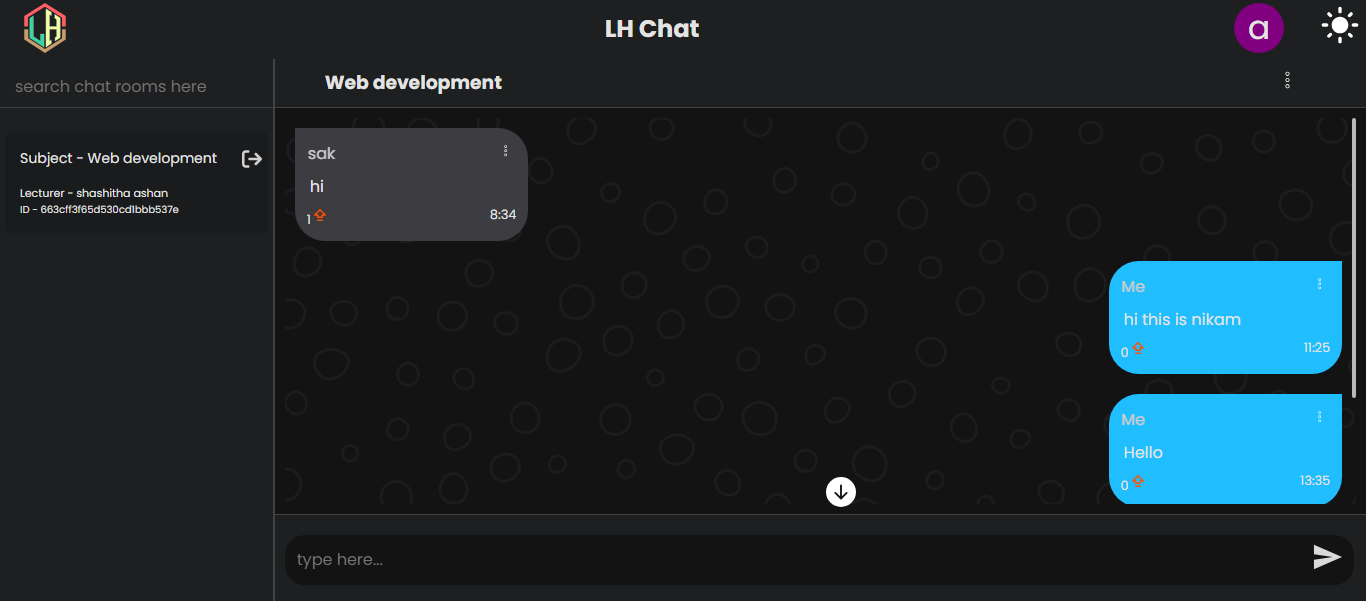 LH
LH Chat
a
search chat rooms here
Web development
Subject - Web development
Lecturer - shashitha ashan
ID - 663cff3f65d530cd1bbb537e
sak
hi
1
8:34
Me
hi this is nikam
0
11:25
Me
Hello
0
13:35
type here...